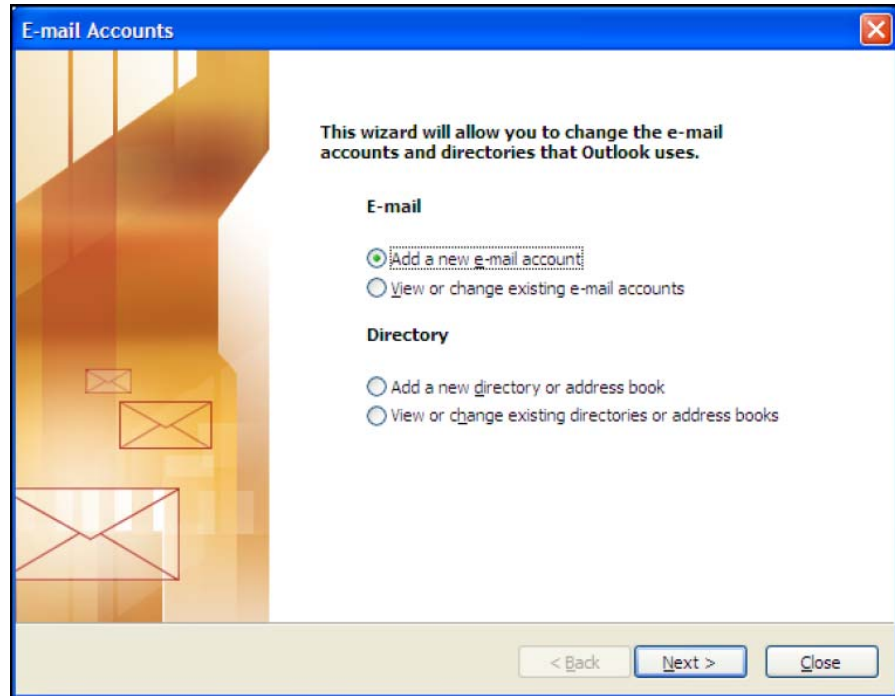 E-mail Accounts
This wizard will allow you to change the e-mail
accounts and directories that Outlook uses.
E-mail
Add a new e-mail account
View or change existing e-mail accounts
Directory
Add a new directory or address book
View or change existing directories or address books
< Back Next > Close